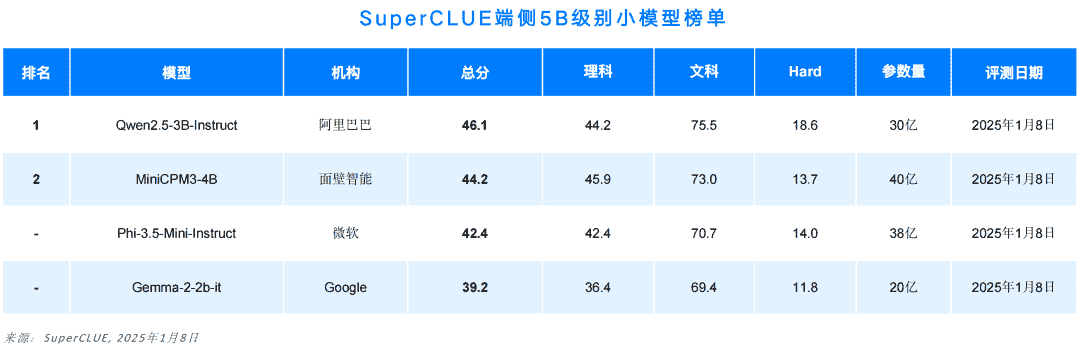 SuperCLUE端侧5B级别小模型榜单
排名 模型 机构 总分 理科 文科 Hard 参数量 评测日期
1 Qwen2.5-3B-Instruct 阿里巴巴 46.1 44.2 75.5 18.6 30亿 2025年1月8日
2 MiniCPM3-4B 面壁智能 44.2 45.9 73.0 13.7 40亿 2025年1月8日
- Phi-3.5-Mini-Instruct 微软 42.4 42.4 70.7 14.0 38亿 2025年1月8日
- Gemma-2-2b-it Google 39.2 36.4 69.4 11.8 20亿 2025年1月8日
来源: SuperCLUE, 2025年1月8日